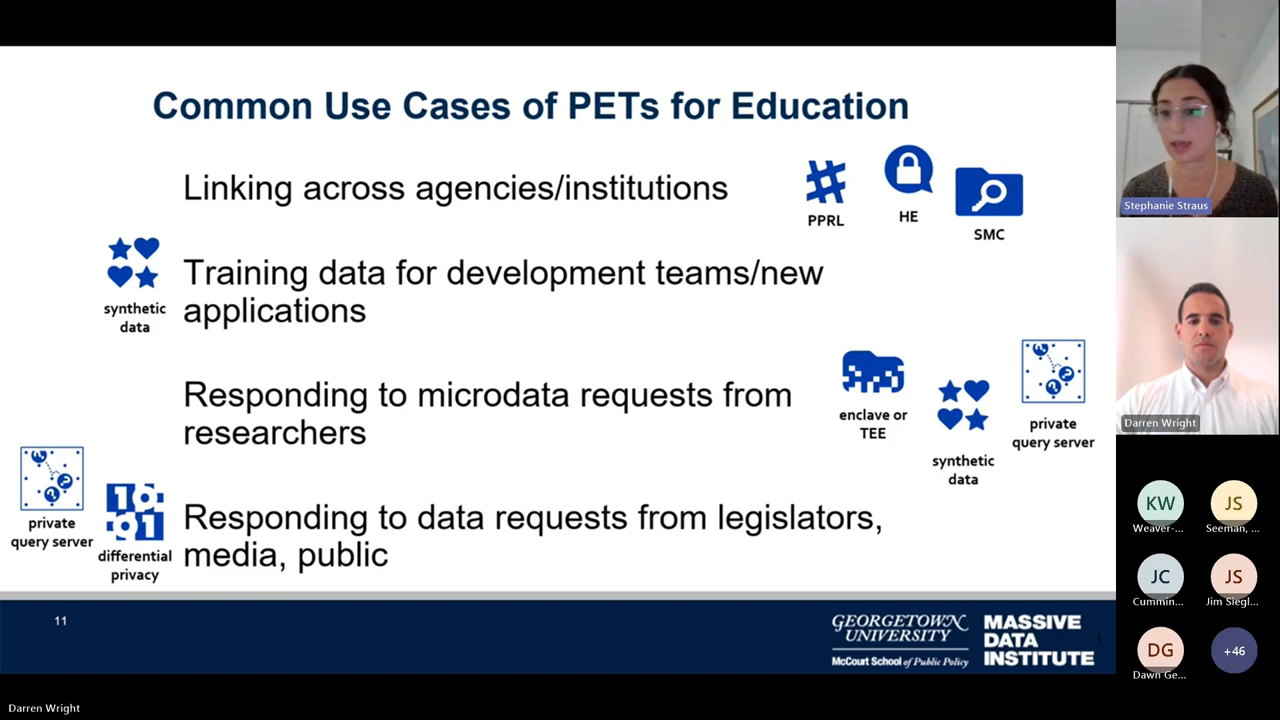 Common Use Cases of PETs for Education
Linking across agencies/institutions
PPRL
HE
SMC
synthetic
data
Training data for development teams/new
applications
Responding to microdata requests from
researchers
enclave or
TEE
synthetic
data
private
query server
private
query server
differential
privacy
Responding to data requests from legislators,
media, public
11
GEORGETOWN
UNIVERSITY
McCourt School of Public Policy
MASSIVE
DATA
INSTITUTE
Stephanie Straus
Darren Wright
KW
Weaver-...
JS
Seeman, ...
JC
Cummin...
JS
Jim Siegl...
DG
Dawn Ge...
+46
Darren Wright